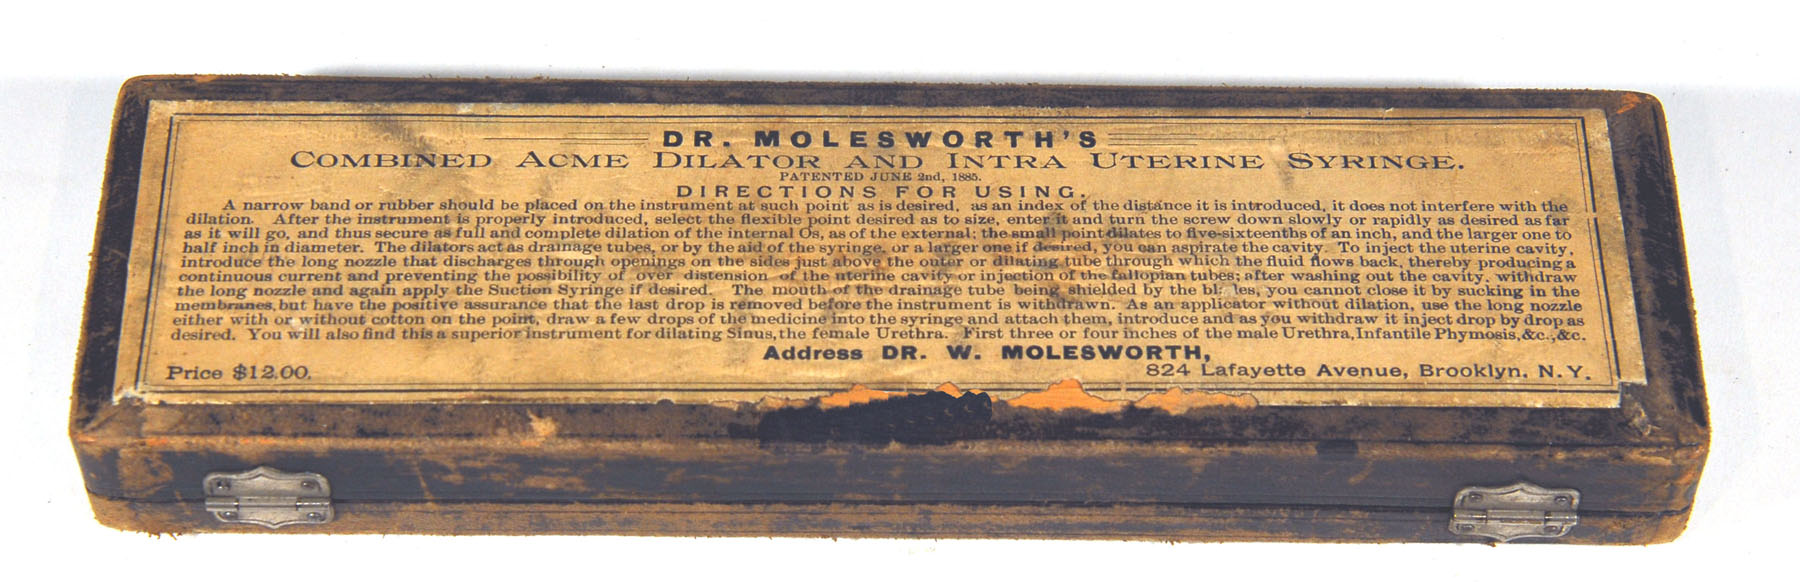 DR. MOLESWORTH'S
COMBINED ACME DILATOR AND INTRA UTERINE SYRINGE.
PATENTED JUNE 2nd, 1885.
DIRECTIONS FOR USING.
A narrow band or rubber should be placed on the instrument at such point as is desired, as an index of the distance it is introduced, it does not interfere with the
dilation. After the instrument is properly introduced, select the flexible point desired as to size, enter it and turn the screw down slowly or rapidly as desired as far
as it will go, and thus secure as full and complete dilation of the internal Os, as of the external; the small point dilates to five-sixteenths of an inch, and the larger one to
half inch in diameter. The dilators act as drainage tubes, or by the aid of the syringe, or a larger one if desired, you can aspirate the cavity. To inject the uterine cavity,
introduce the long nozzle that discharges through openings on the sides just above the outer or dilating tube through which the fluid flows back, thereby producing a
continuous current and preventing the possibility of over distension of the uterine cavity or injection of the fallopian tubes; after washing out the cavity, withdraw
the long nozzle and again apply the Suction Syringe if desired. The mouth of the drainage tube being shielded by the you cannot close it by sucking in the
membranes, but have the positive assurance that the last drop is removed before the instrument is withdrawn. As an applicator without dilation, use the long nozzle
either with or without cotton on the point, draw a few drops of the medicine into the syringe and attach them, introduce and as you withdraw it inject drop by drop as
desired. You will also find this a superior instrument for dilating Sinus, the female Urethra. First three or four inches of the male Urethra, Infantile Phymosis, &c., &c.
Address DR. W. MOLESWORTH,
Price $12.00. 824 Lafayette Avenue, Brooklyn. N.Y.